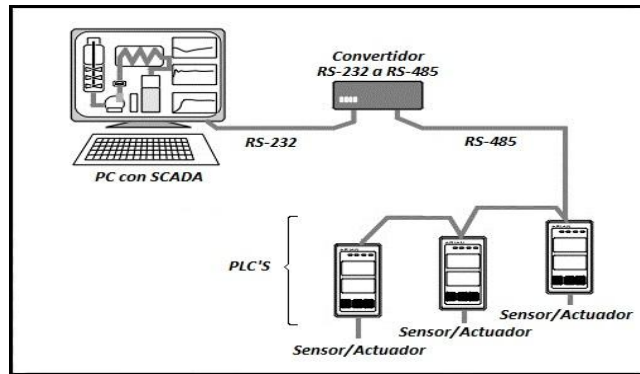 Convertidor
RS-232 a RS-485
RS-232
RS-485
PC con SCADA
PLC'S
Sensor/Actuador
Sensor/Actuador
Sensor/Actuador